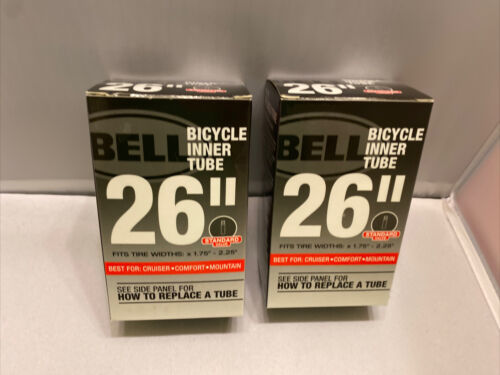 26"
BELL
BICYCLE
INNER
TUBE
26"
STANDARD
VALVE
FITS TIRE WIDTHS: x 1.75" - 2.25"
BEST FOR: CRUISER • COMFORT • MOUNTAIN
SEE SIDE PANEL FOR
HOW TO REPLACE A TUBE
26"
BELL
BICYCLE
INNER
TUBE
26"
STANDARD
VALVE
FITS TIRE WIDTHS: x 1.75" - 2.25"
BEST FOR: CRUISER • COMFORT • MOUNTAIN
SEE SIDE PANEL FOR
HOW TO REPLACE A TUBE